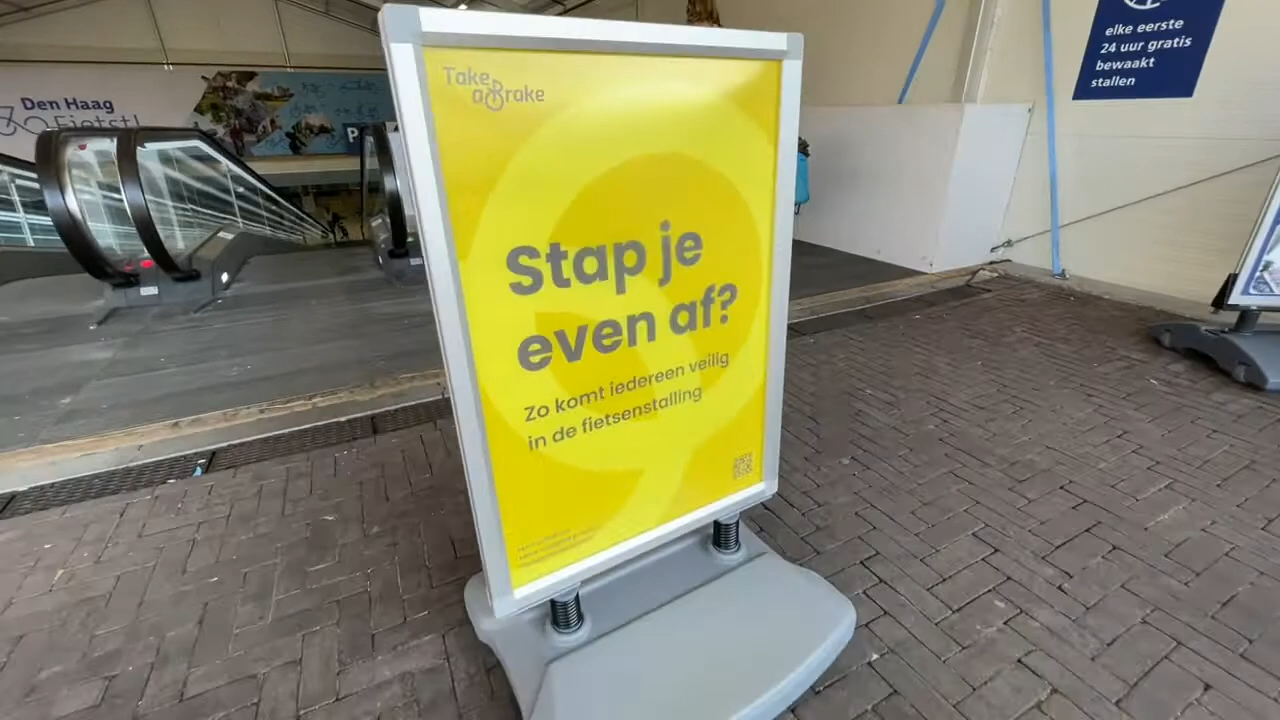 Den Haag
Fietst!
Take
a Brake
Stap je
even af?
Zo komt iedereen veilig
in de fietsenstalling
elke eerste
24 uur gratis
bewaakt
stallen